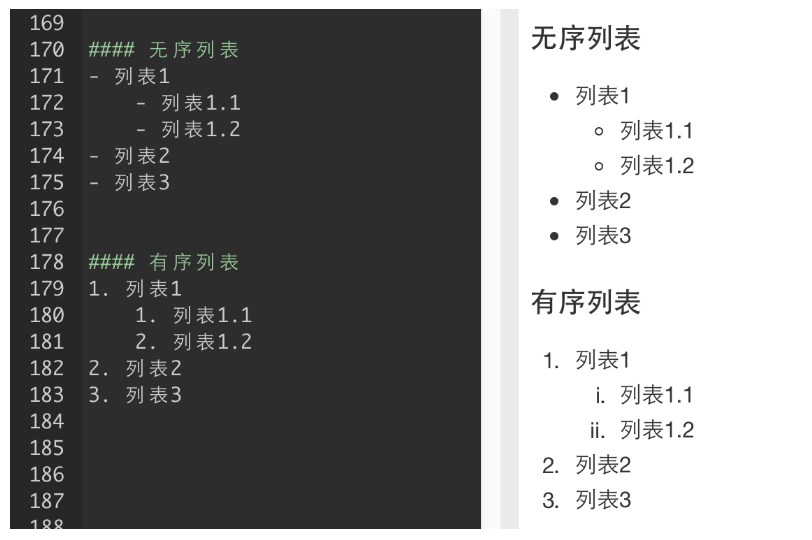 169
170 #### 无序列表
171 - 列表1
172     - 列表1.1
173     - 列表1.2
174 - 列表2
175 - 列表3
176
177
178 #### 有序列表
179 1. 列表1
180     1. 列表1.1
181     2. 列表1.2
182 2. 列表2
183 3. 列表3
184
185
186
187
188
无序列表
• 列表1
◦ 列表1.1
◦ 列表1.2
• 列表2
• 列表3
有序列表
1. 列表1
i. 列表1.1
ii. 列表1.2
2. 列表2
3. 列表3